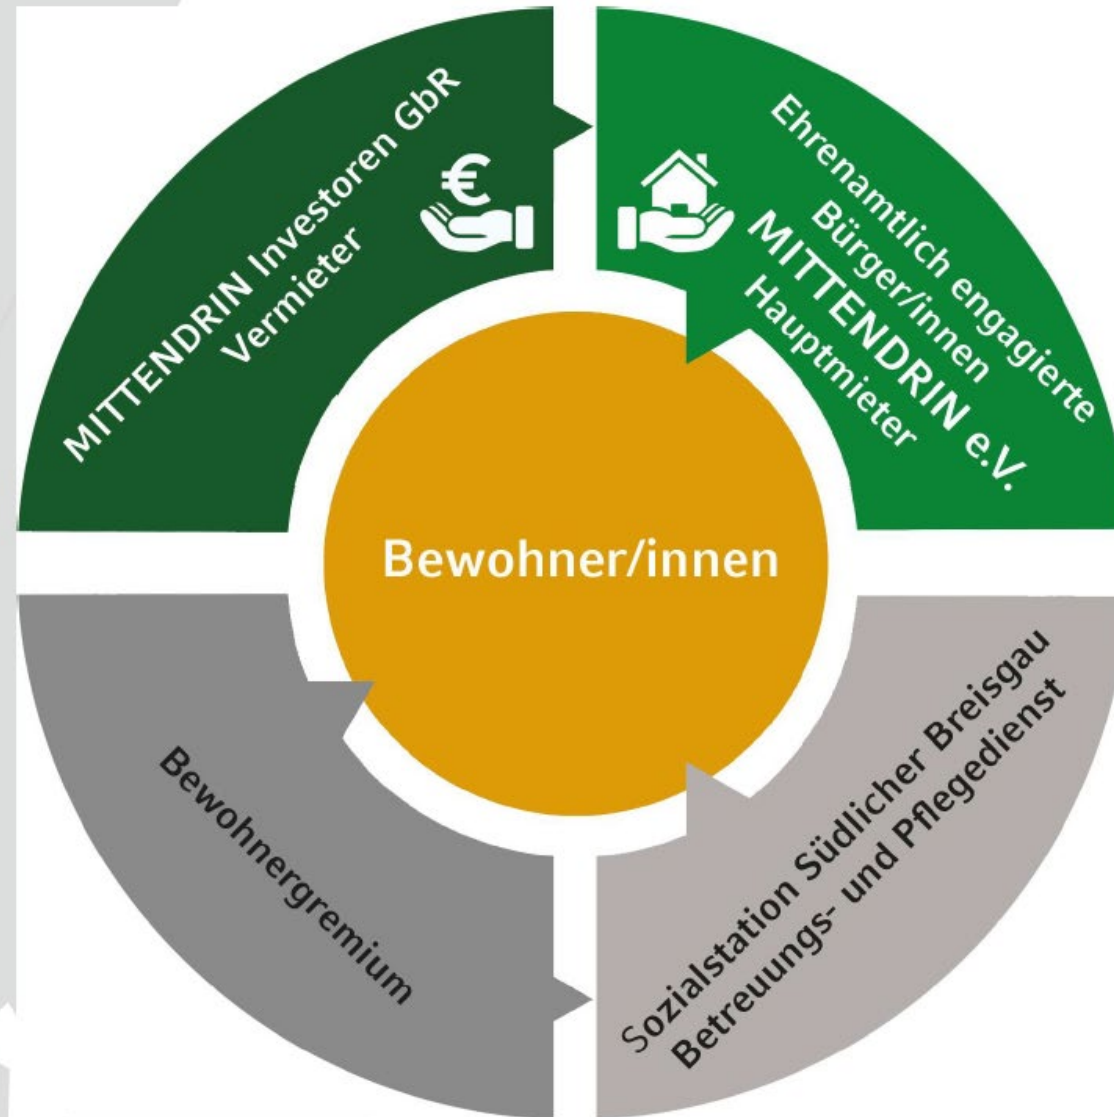 MITTENDRIN Investoren GbR
Vermieter
€
Ehrenamtlich engagierte
Bürger/innen
MITTENDRIN e.V.
Hauptmieter
Bewohner/innen
Bewohnergremium
Sozialstation Südlicher Breisgau
Betreuungs- und Pflegedienst